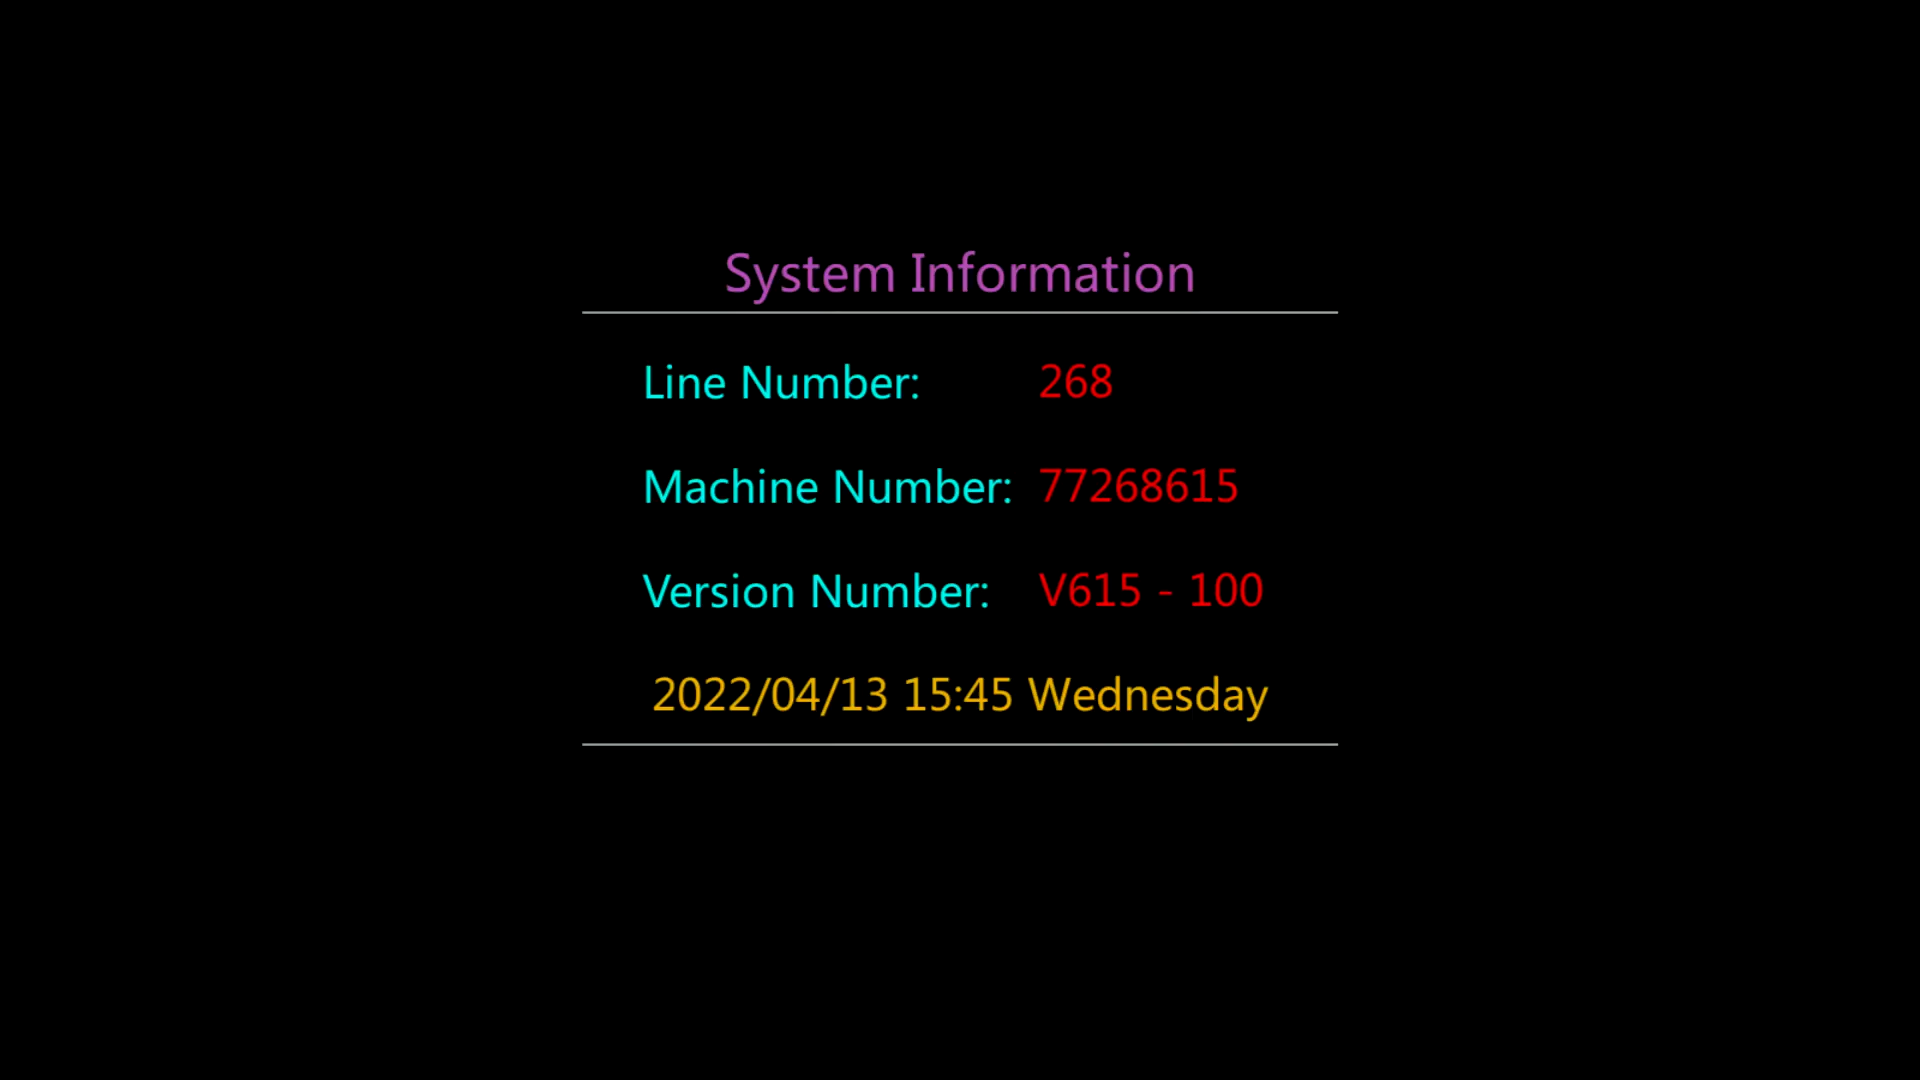 System Information
Line Number: 268
Machine Number: 77268615
Version Number: V615 - 100
2022/04/13 15:45 Wednesday